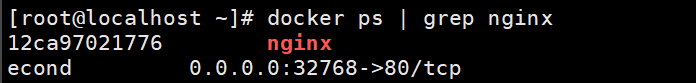 [root@localhost ~]# docker ps | grep nginx
12ca97021776        nginx
econd         0.0.0.0:32768->80/tcp